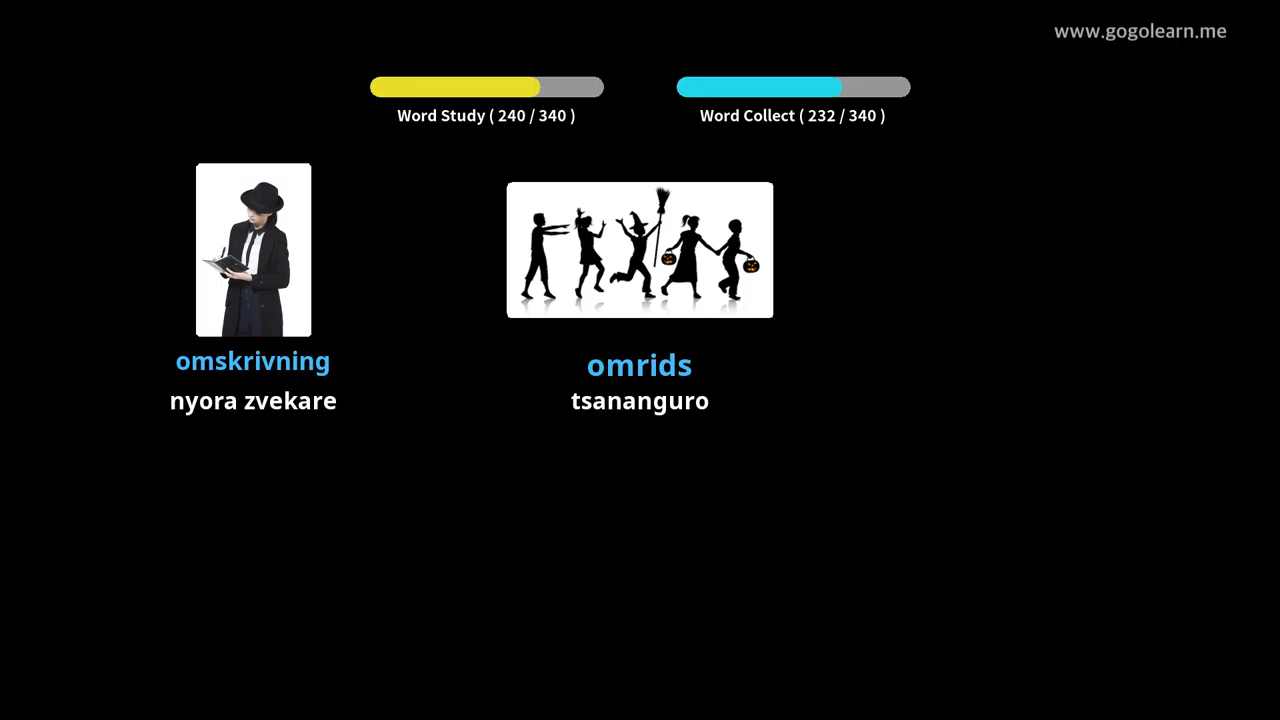 www.gogolearn.me
Word Study ( 240 / 340 )
Word Collect ( 232 / 340 )
omskrivning
nyora zvekare
omrids
tsananguro